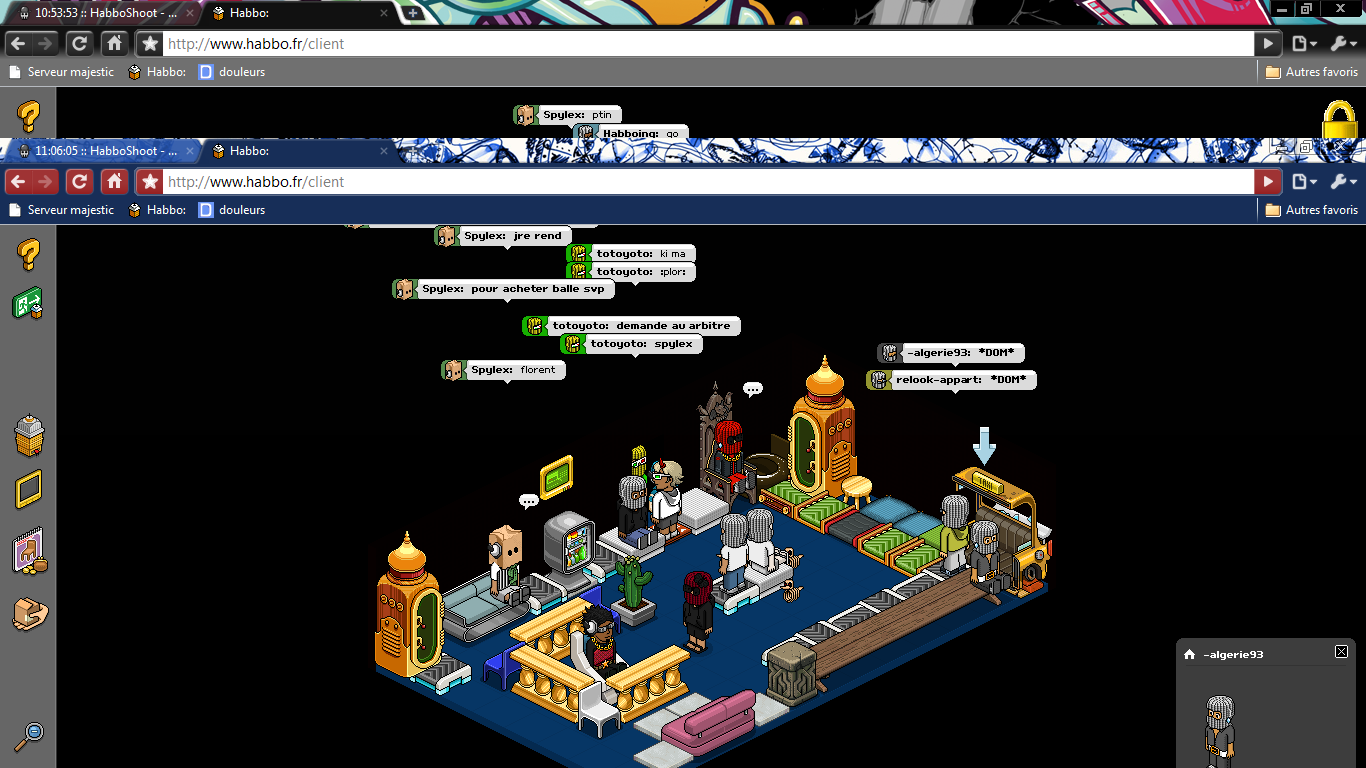 10:53:53 :: HabboShoot - ...
Habbo:
http://www.habbo.fr/client
Serveur majestic
Habbo:
D
douleurs
Autres favoris
Spylex: ptin
Habboing: go
11:06:05 :: HabboShoot - ...
Habbo:
http://www.habbo.fr/client
Serveur majestic
Habbo:
D
douleurs
Autres favoris
Spylex: jre rend
totoyoto: ki ma
totoyoto: :plor:
Spylex: pour acheter balle svp
totoyoto: demande au arbitre
totoyoto: spylex
-algerie93: *DOM*
Spylex: florent
relook-appart: *DOM*
-algerie93